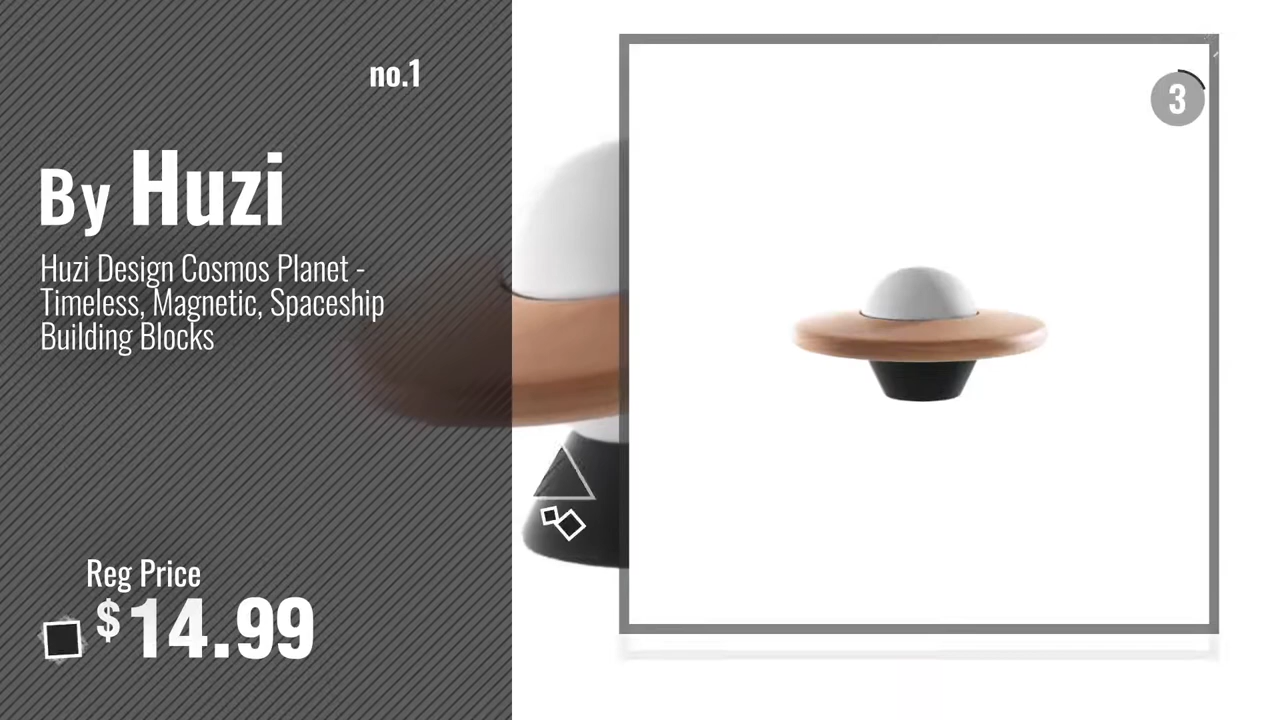 no.1
By Huzi
Huzi Design Cosmos Planet -
Timeless, Magnetic, Spaceship
Building Blocks
Reg Price
$14.99
3